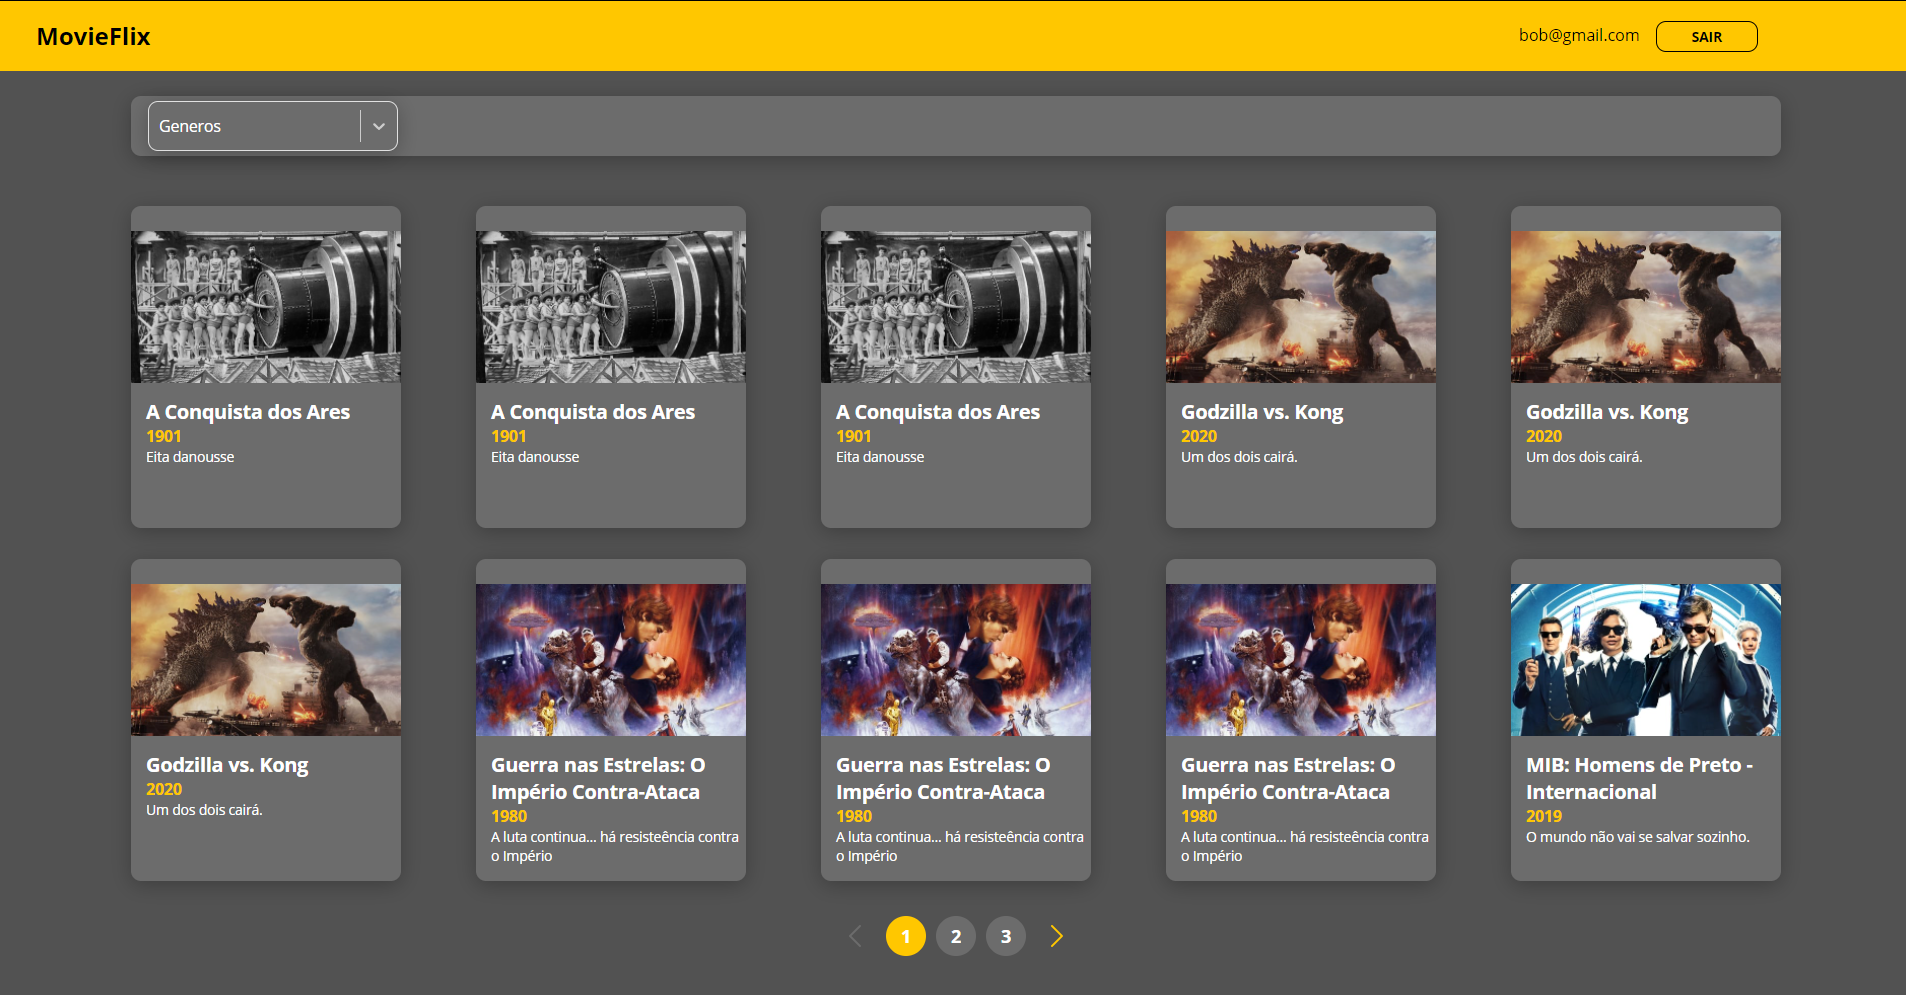 MovieFlix
bob@gmail.com
SAIR
Generos
A Conquista dos Ares
1901
Eita danousse
A Conquista dos Ares
1901
Eita danousse
A Conquista dos Ares
1901
Eita danousse
Godzilla vs. Kong
2020
Um dos dois cairá.
Godzilla vs. Kong
2020
Um dos dois cairá.
Godzilla vs. Kong
2020
Um dos dois cairá.
Guerra nas Estrelas: O
Império Contra-Ataca
1980
A luta continua... há resisteência contra
o Império
Guerra nas Estrelas: O
Império Contra-Ataca
1980
A luta continua... há resisteência contra
o Império
Guerra nas Estrelas: O
Império Contra-Ataca
1980
A luta continua... há resisteência contra
o Império
MIB: Homens de Preto -
Internacional
2019
O mundo não vai se salvar sozinho.
1 2 3